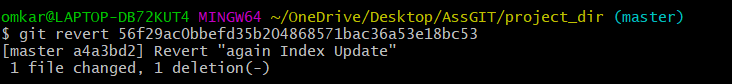 omkar@LAPTOP-DB72KUT4 MINGW64 ~/OneDrive/Desktop/AssGIT/project_dir (master)
$ git revert 56f29ac0bbefd35b204868571bac36a53e18bc53
[master a4a3bd2] Revert "again Index Update"
1 file changed, 1 deletion(-)